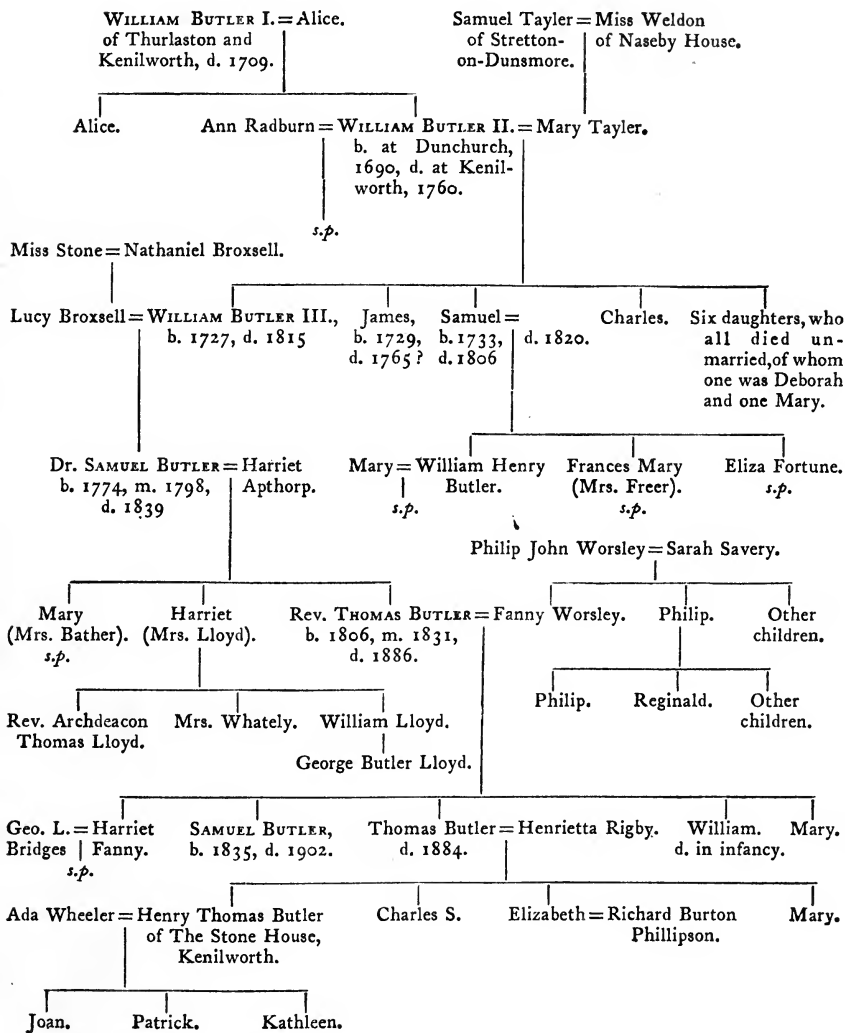 WILLIAM BUTLER I. = Alice.
of Thurlaston and
Kenilworth, d. 1709.
Samuel Tayler = Miss Weldon
of Stretton- of Naseby House.
on-Dunsmore.
Alice.
Ann Radburn = WILLIAM BUTLER II. = Mary Tayler.
b. at Dunchurch,
1690, d. at Kenil-
worth, 1760.
s.p.
Miss Stone = Nathaniel Broxsell.
Lucy Broxsell = WILLIAM BUTLER III.,
b. 1727, d. 1815
James,
b. 1729,
d. 1765?
Samuel =
b. 1733, d. 1820.
d. 1806
Charles.
Six daughters, who
all died un-
married, of whom
one was Deborah
and one Mary.
Dr. SAMUEL BUTLER = Harriet
b. 1774, m. 1798, Apthorp.
d. 1839
Mary = William Henry
Butler.
s.p.
Frances Mary
(Mrs. Freer).
s.p.
Eliza Fortune.
s.p.
Philip John Worsley = Sarah Savery.
Mary
(Mrs. Bather).
s.p.
Harriet
(Mrs. Lloyd).
Rev. THOMAS BUTLER = Fanny Worsley.
b. 1806, m. 1831,
d. 1886.
Philip.
Other
children.
Rev. Archdeacon
Thomas Lloyd.
Mrs. Whately.
William Lloyd.
George Butler Lloyd.
Philip.
Reginald.
Other
children.
Geo. L. = Harriet
Bridges | Fanny.
s.p.
SAMUEL BUTLER,
b. 1835, d. 1902.
Thomas Butler = Henrietta Rigby.
d. 1884.
William.
d. in infancy.
Mary.
Ada Wheeler = Henry Thomas Butler
of The Stone House,
Kenilworth.
Charles S.
Elizabeth = Richard Burton
Phillipson.
Mary.
Joan.
Patrick.
Kathleen.